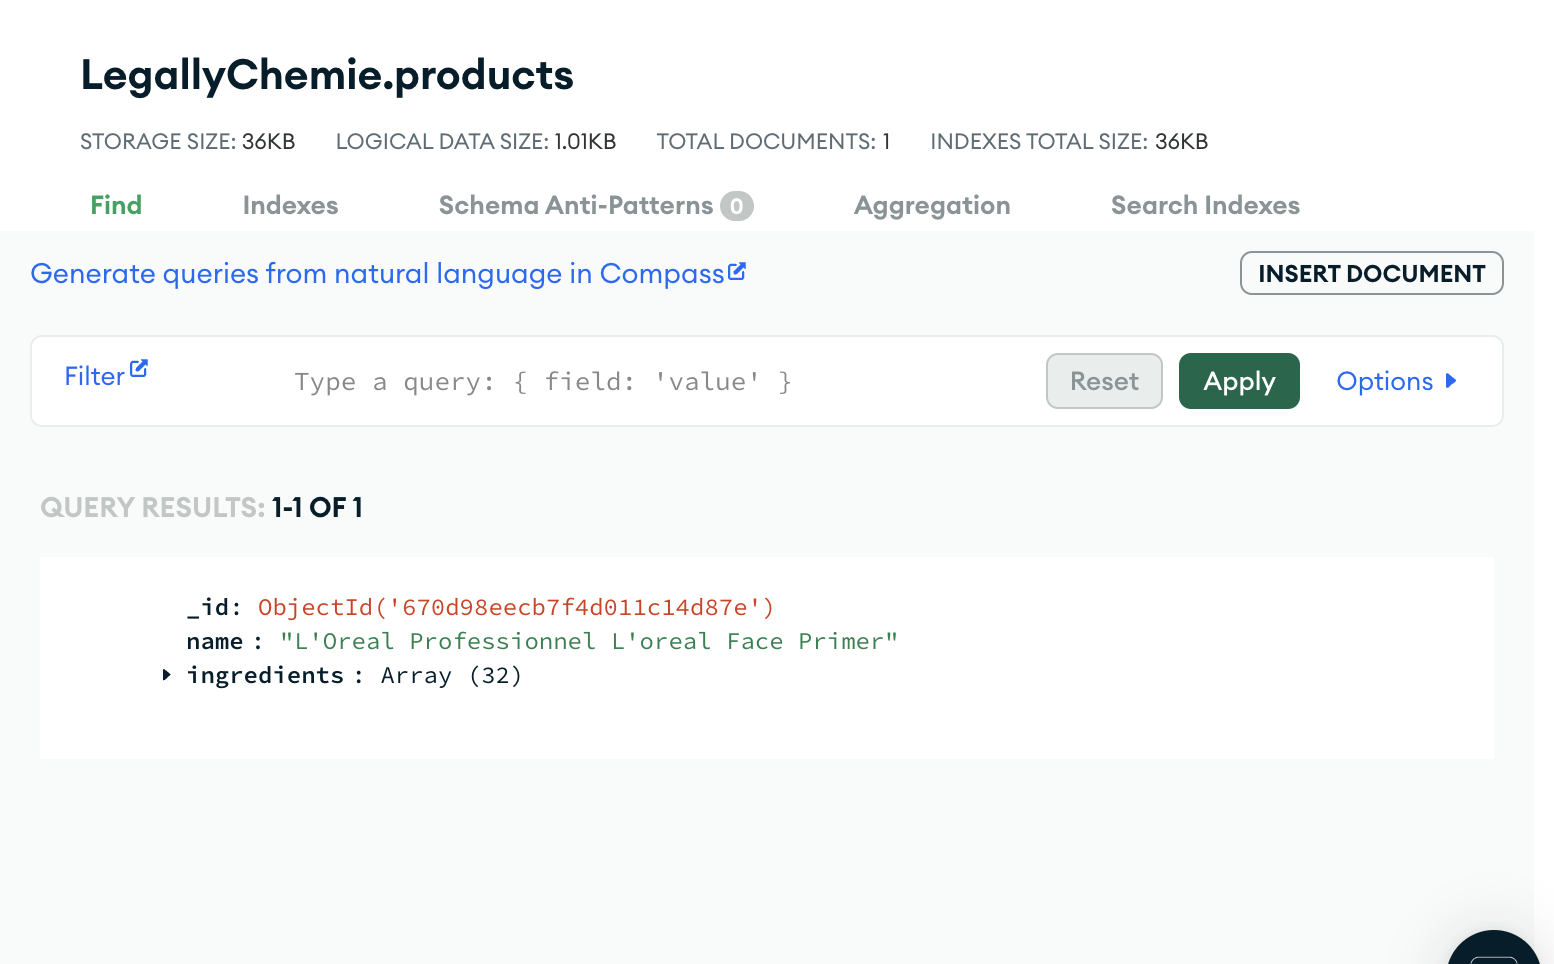 LegallyChemie.products
STORAGE SIZE: 36KB LOGICAL DATA SIZE: 1.01KB TOTAL DOCUMENTS: 1 INDEXES TOTAL SIZE: 36KB
Find Indexes Schema Anti-Patterns 0 Aggregation Search Indexes
Generate queries from natural language in Compass INSERT DOCUMENT
Filter Type a query: { field: 'value' } Reset Apply Options
QUERY RESULTS: 1-1 OF 1
_id: ObjectId('670d98eecb7f4d011c14d87e')
name : "L'Oreal Professionnel L'oreal Face Primer"
ingredients : Array (32)